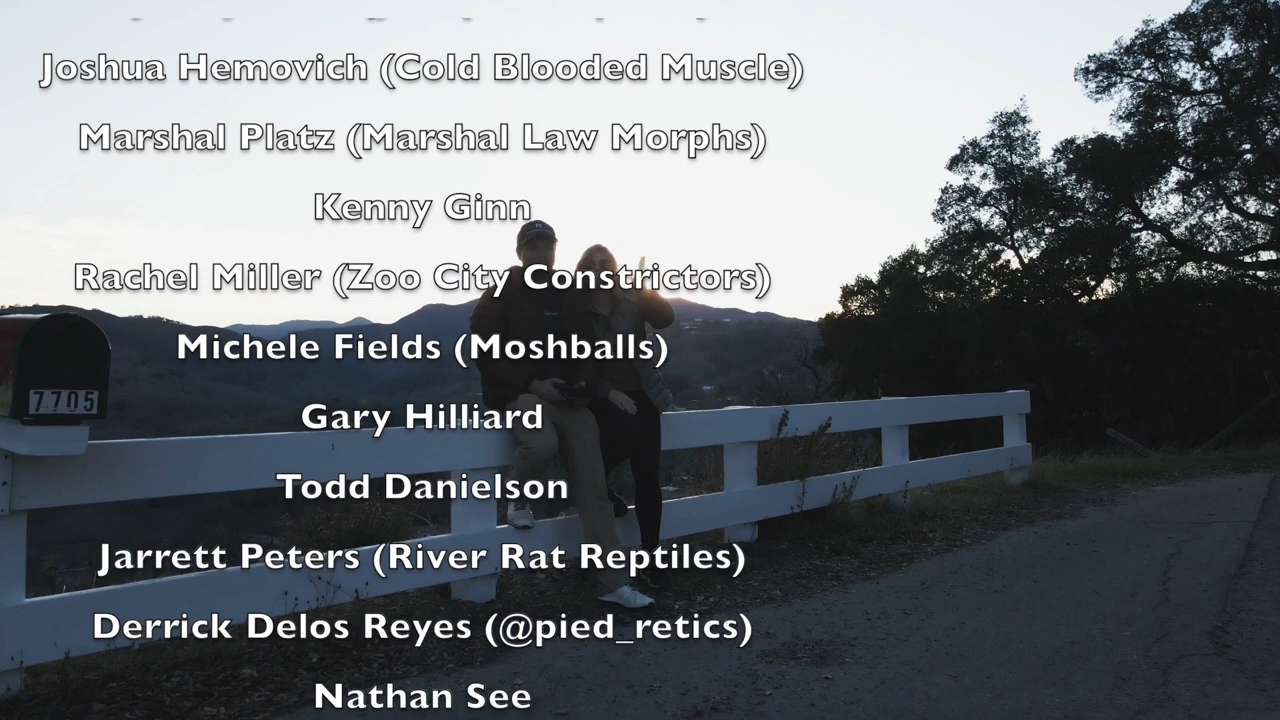 Joshua Hemovich (Cold Blooded Muscle)
Marshal Platz (Marshal Law Morphs)
Kenny Ginn
Rachel Miller (Zoo City Constrictors)
Michele Fields (Moshballs)
7705
Gary Hilliard
Todd Danielson
Jarrett Peters (River Rat Reptiles)
Derrick Delos Reyes (@pied_retics)
Nathan See